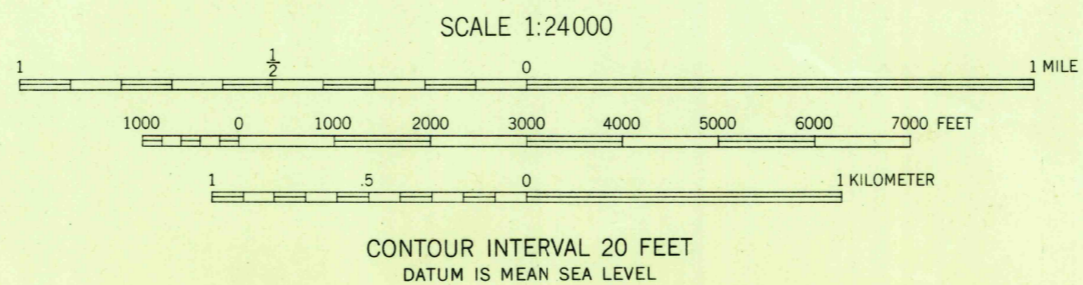 SCALE 1:24000
1 1/2 0 1 MILE
1000 0 1000 2000 3000 4000 5000 6000 7000 FEET
1 .5 0 1 KILOMETER
CONTOUR INTERVAL 20 FEET
DATUM IS MEAN SEA LEVEL